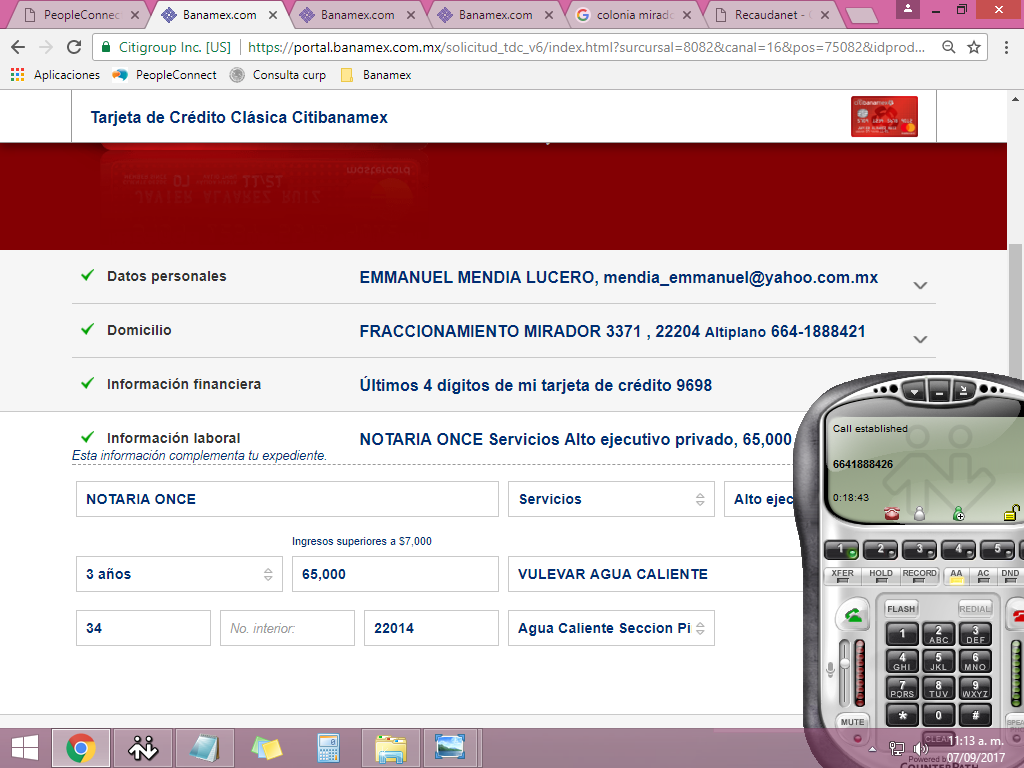 PeopleConnec
Banamex.com
Banamex.com
Banamex.com
colonia mirado
Recaudanet -
Citigroup Inc. [US]
https://portal.banamex.com.mx/solicitud_tdc_v6/index.html?surcursal=8082&canal=16&pos=75082&idprod...
Aplicaciones
PeopleConnect
Consulta curp
Banamex
Tarjeta de Crédito Clásica Citibanamex
Datos personales
EMMANUEL MENDIA LUCERO, mendia_emmanuel@yahoo.com.mx
Domicilio
FRACCIONAMIENTO MIRADOR 3371 , 22204 Altiplano 664-1888421
Información financiera
Últimos 4 dígitos de mi tarjeta de crédito 9698
Información laboral
NOTARIA ONCE Servicios Alto ejecutivo privado, 65,000
Esta información complementa tu expediente.
NOTARIA ONCE
Servicios
Alto ejec
Ingresos superiores a $7,000
3 años
65,000
VULEVAR AGUA CALIENTE
34
No. interior:
22014
Agua Caliente Seccion Pi
Call established
6641888426
0:18:43
1 2 3 4 5
XFER HOLD RECORD AA AC DND
FLASH REDIAL
1 2 ABC 3 DEF
4 GHI 5 JKL 6 MNO
7 PQRS 8 TUV 9 WXYZ
* 0 #
MUTE
CLEAR
Powered by
COUNTERPATH
11:13 a. m.
07/09/2017